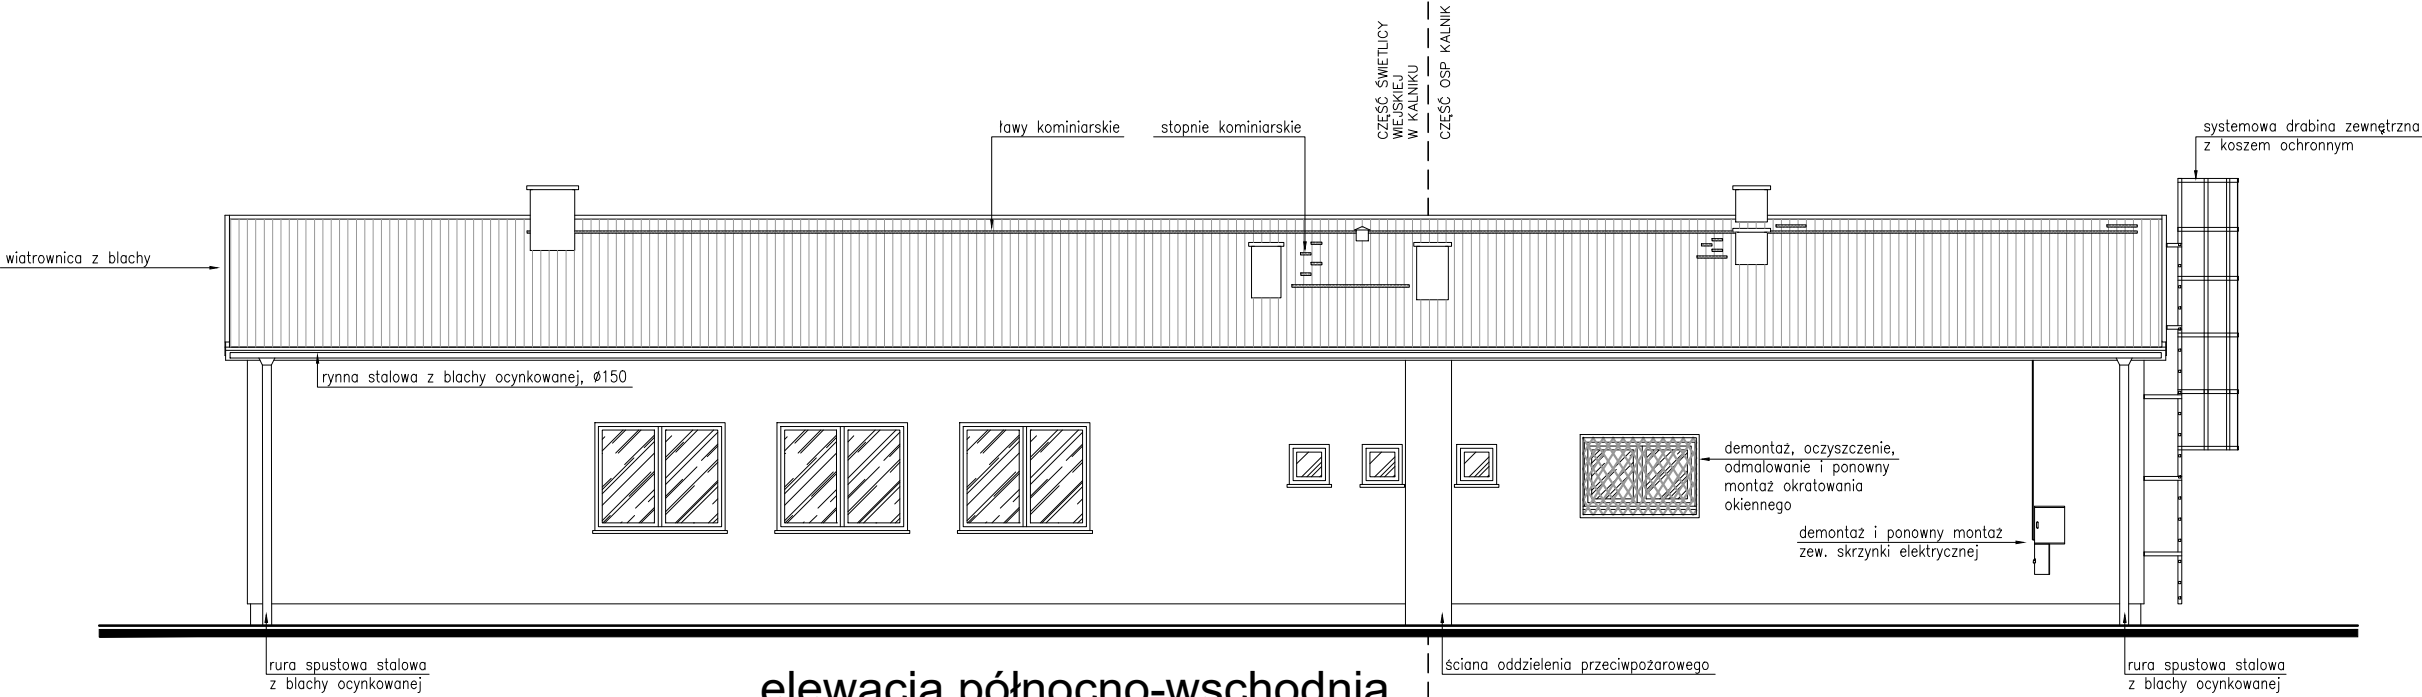 CZĘŚĆ ŚWIETLICY
WIEJSKIEJ
W KALNIKU
CZĘŚĆ OSP KALNIK
ławy kominiarskie
stopnie kominiarskie
systemowa drabina zewnętrzna
z koszem ochronnym
wiatrownica z blachy
rynna stalowa z blachy ocynkowanej, ø150
demontaż, oczyszczenie,
odmalowanie i ponowny
montaż okratowania
okiennego
demontaż i ponowny montaż
zew. skrzynki elektrycznej
rura spustowa stalowa
z blachy ocynkowanej
ściana oddzielenia przeciwpożarowego
rura spustowa stalowa
z blachy ocynkowanej
elewacja północno-wschodnia